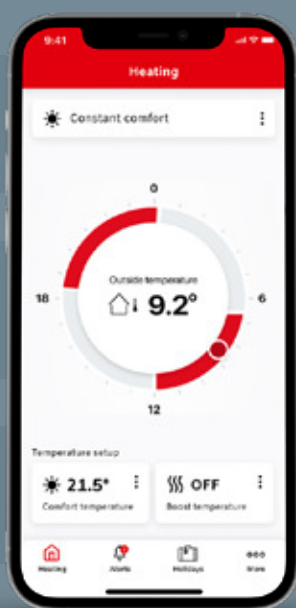 9:41
Heating
Constant comfort
0
Outside temperature
18
9.2°
6
12
Temperature setup
21.5°
OFF
Comfort temperature
Boost temperature
Heating
Alerts
Holidays
More